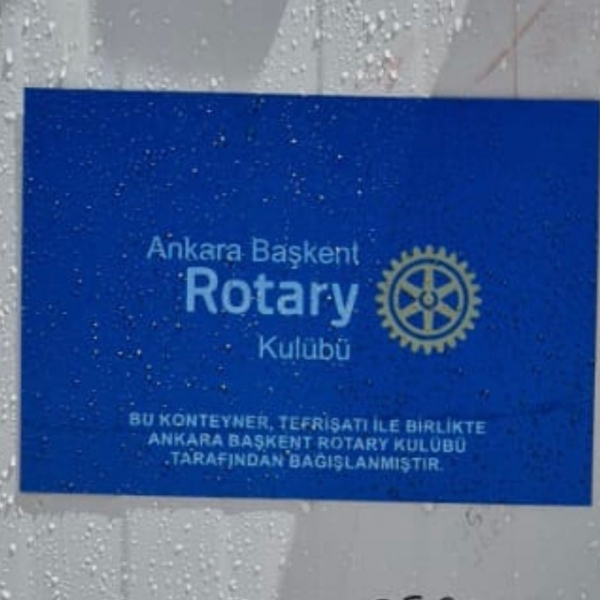 Ankara Başkent
Rotary
Kulübü
BU KONTEYNER, TEFRİŞATI İLE BİRLİKTE
ANKARA BAŞKENT ROTARY KULÜBÜ
TARAFINDAN BAĞIŞLANMIŞTIR.